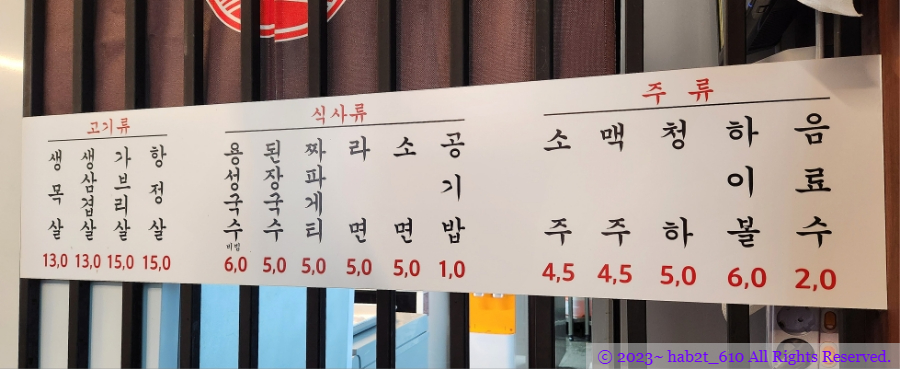 고기류
생목살 13,0
생삼겹살 13,0
가브리살 15,0
항정살 15,0
식사류
용성국수 비빔 6,0
된장국수 5,0
짜파게티 5,0
라면 5,0
소면 5,0
공기밥 1,0
주류
소주 4,5
맥주 4,5
청하 5,0
하이볼 6,0
음료수 2,0
© 2023~ hab2t_610 All Rights Reserved.